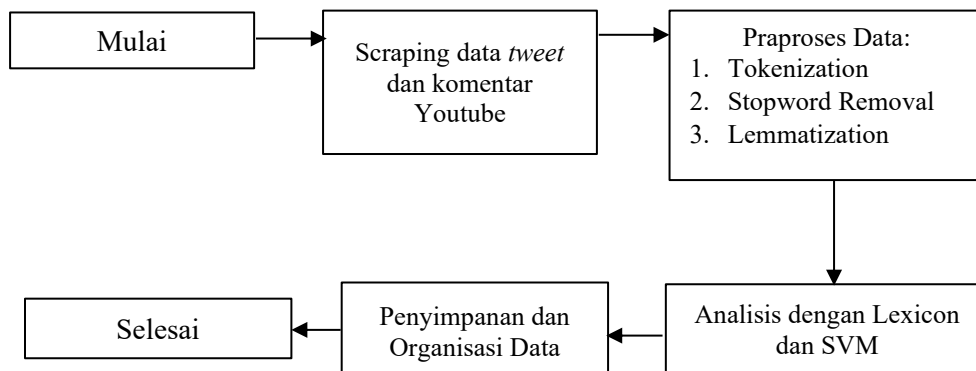 Mulai
Scraping data tweet
dan komentar
Youtube
Praproses Data:
1. Tokenization
2. Stopword Removal
3. Lemmatization
Analisis dengan Lexicon
dan SVM
Penyimpanan dan
Organisasi Data
Selesai